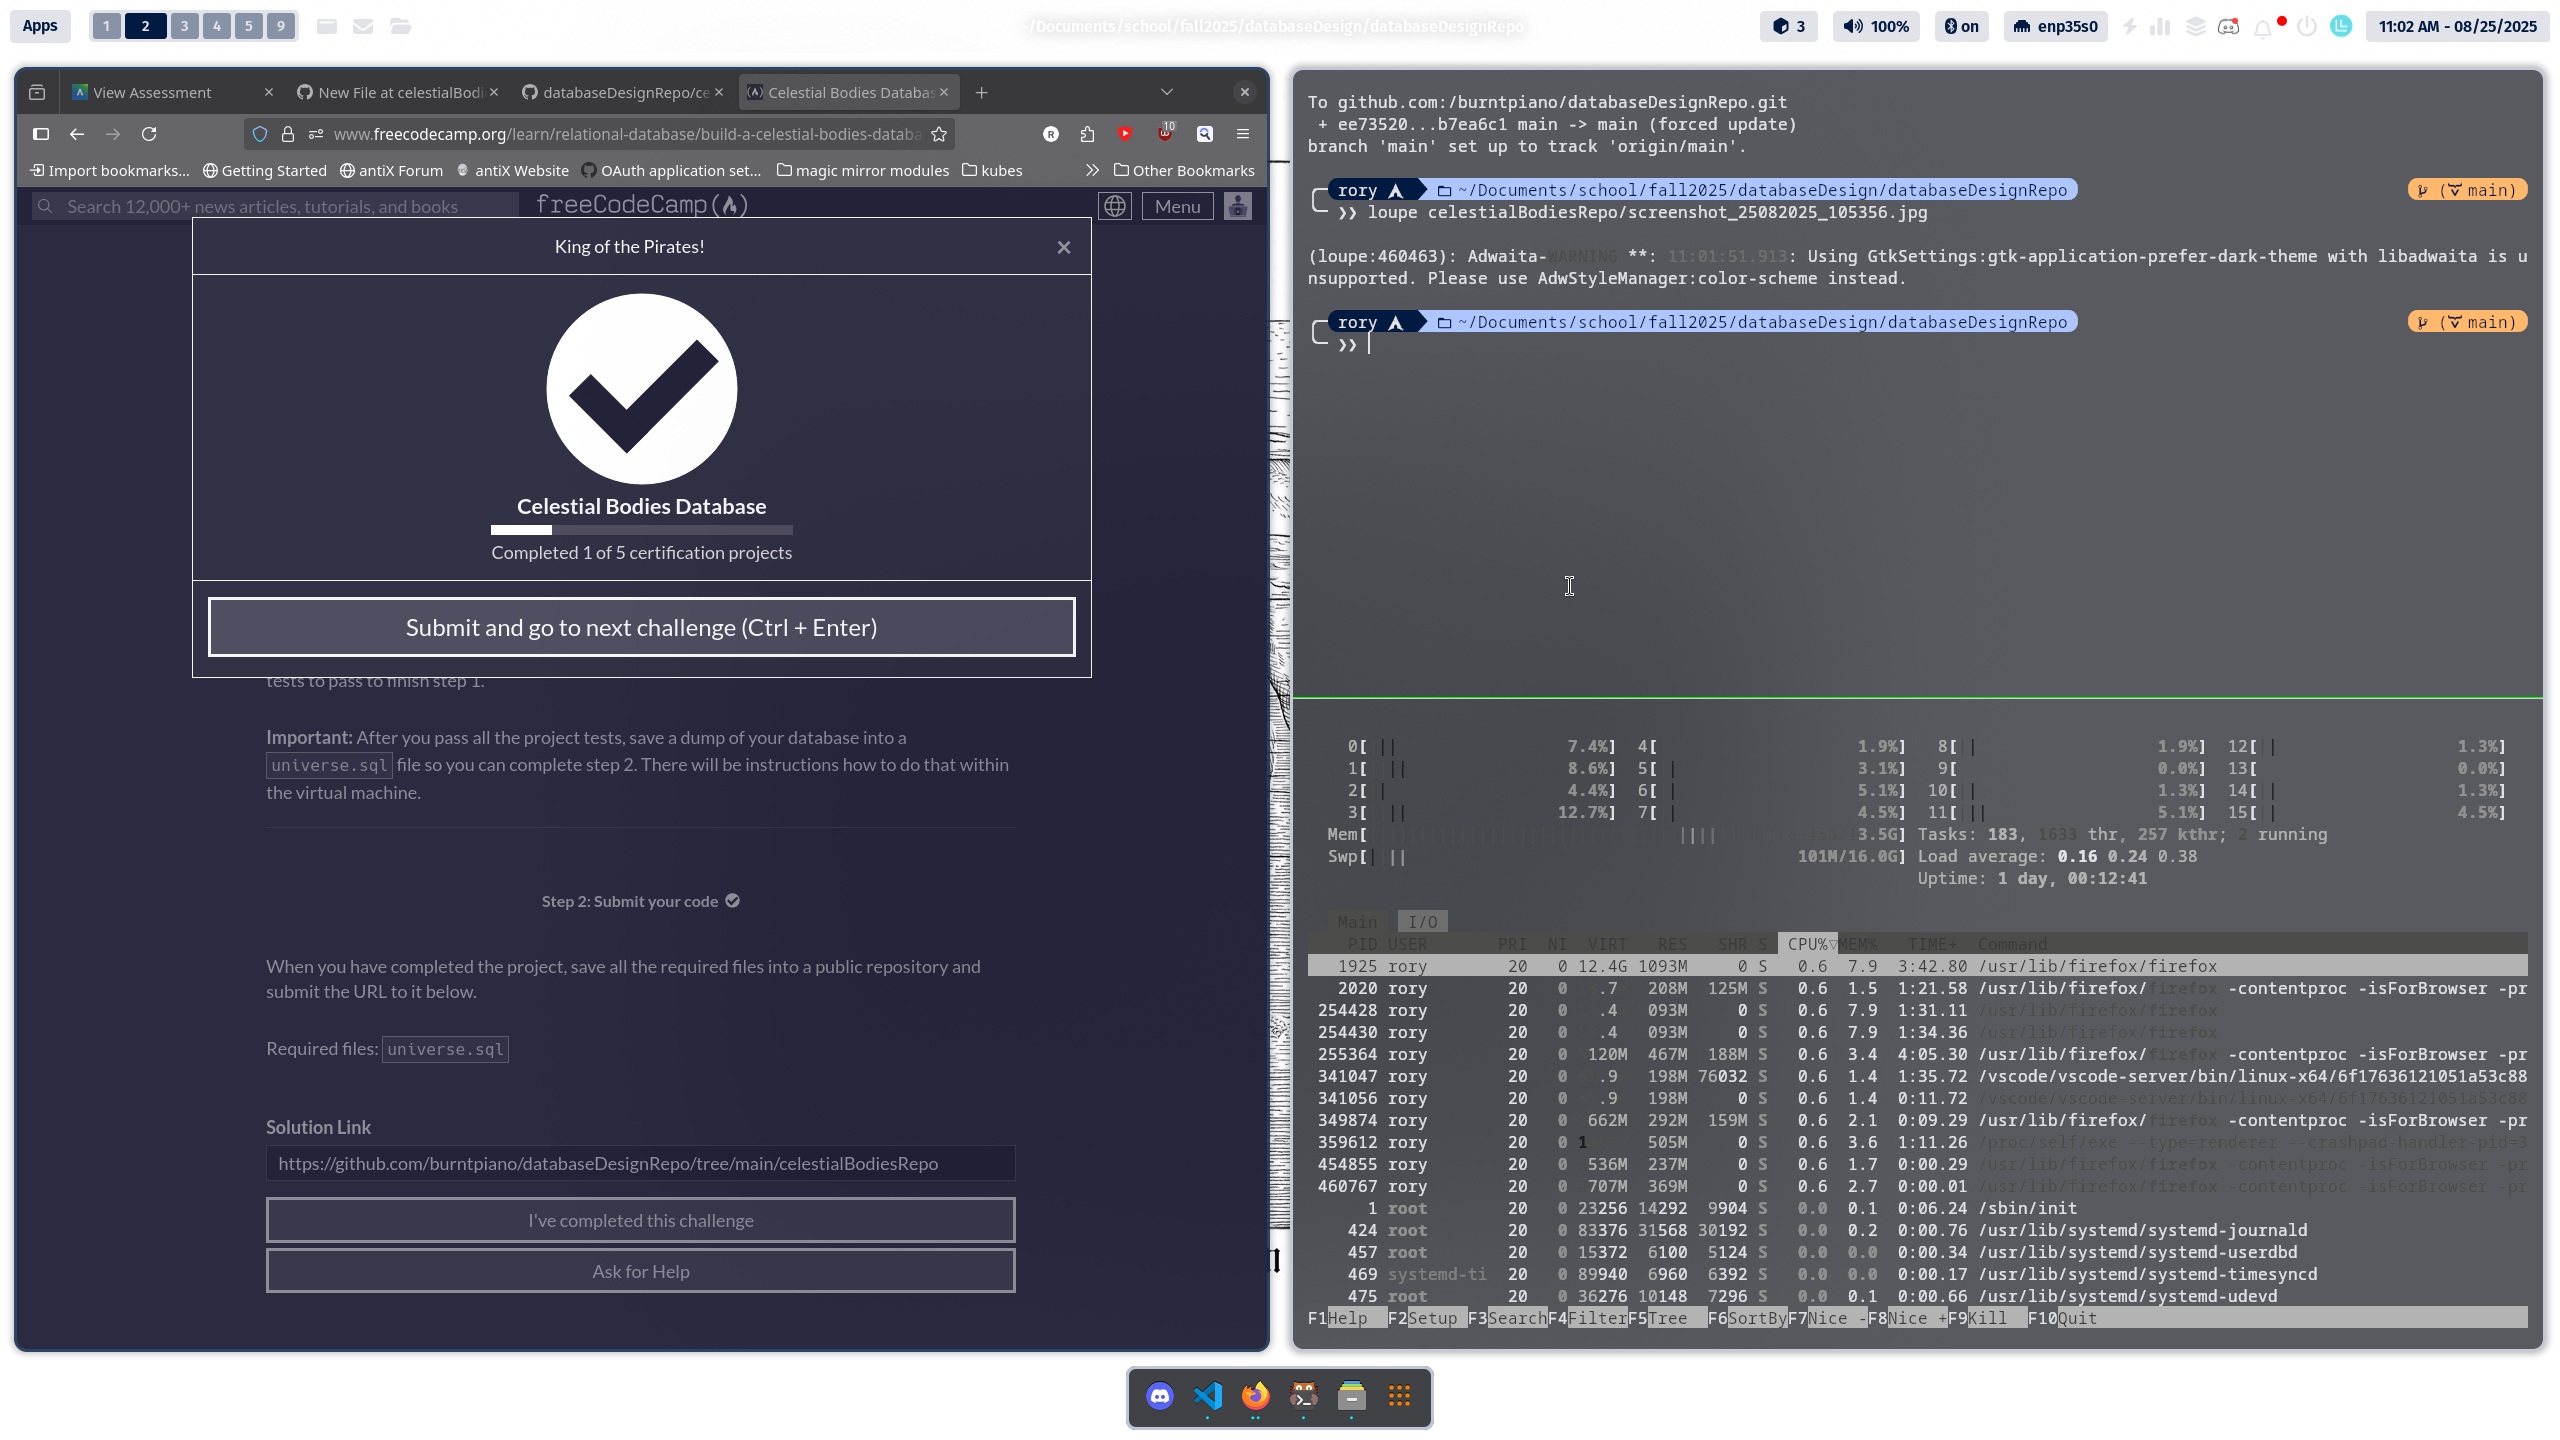 Apps 1 2 3 4 5 9
~/Documents/school/fall2025/databaseDesign/databaseDesignRepo
3 100% on enp35s0 11:02 AM - 08/25/2025
View Assessment
New File at celestialBodi
databaseDesignRepo/ce
Celestial Bodies Databas
www.freecodecamp.org/learn/relational-database/build-a-celestial-bodies-databa
10
Import bookmarks... Getting Started antiX Forum antiX Website OAuth application set... magic mirror modules kubes Other Bookmarks
Search 12,000+ news articles, tutorials, and books
freeCodeCamp
Menu
King of the Pirates!
Celestial Bodies Database
Completed 1 of 5 certification projects
Submit and go to next challenge (Ctrl + Enter)
tests to pass to finish step 1.
Important: After you pass all the project tests, save a dump of your database into a
universe.sql file so you can complete step 2. There will be instructions how to do that within
the virtual machine.
Step 2: Submit your code
When you have completed the project, save all the required files into a public repository and
submit the URL to it below.
Required files: universe.sql
Solution Link
https://github.com/burntpiano/databaseDesignRepo/tree/main/celestialBodiesRepo
I've completed this challenge
Ask for Help
To github.com:/burntpiano/databaseDesignRepo.git
+ ee73520...b7ea6c1 main -> main (forced update)
branch 'main' set up to track 'origin/main'.
rory ~/Documents/school/fall2025/databaseDesign/databaseDesignRepo main)
❯❯ loupe celestialBodiesRepo/screenshot_25082025_105356.jpg
(loupe:460463): Adwaita-WARNING **: 11:01:51.913: Using GtkSettings:gtk-application-prefer-dark-theme with libadwaita is u
nsupported. Please use AdwStyleManager:color-scheme instead.
rory ~/Documents/school/fall2025/databaseDesign/databaseDesignRepo main)
❯❯
0[|| 7.4%] 4[ 1.9%] 8[| 1.9%] 12[| 1.3%]
1[|| 8.6%] 5[| 3.1%] 9[ 0.0%] 13[ 0.0%]
2[| 4.4%] 6[| 5.1%] 10[| 1.3%] 14[| 1.3%]
3[|| 12.7%] 7[| 4.5%] 11[|| 5.1%] 15[| 4.5%]
Mem[ 3.5G] Tasks: 183, 1633 thr, 257 kthr; 2 running
Swp[ 101M/16.0G] Load average: 0.16 0.24 0.38
Uptime: 1 day, 00:12:41
Main I/O
PID USER PRI NI VIRT RES SHR S CPU%▽MEM% TIME+ Command
1925 rory 20 0 12.4G 1093M 0 S 0.6 7.9 3:42.80 /usr/lib/firefox/firefox
2020 rory 20 0 .7 208M 125M S 0.6 1.5 1:21.58 /usr/lib/firefox/firefox -contentproc -isForBrowser -pr
254428 rory 20 0 .4 093M 0 S 0.6 7.9 1:31.11 /usr/lib/firefox/firefox
254430 rory 20 0 .4 093M 0 S 0.6 7.9 1:34.36 /usr/lib/firefox/firefox
255364 rory 20 0 120M 467M 188M S 0.6 3.4 4:05.30 /usr/lib/firefox/firefox -contentproc -isForBrowser -pr
341047 rory 20 0 .9 198M 76032 S 0.6 1.4 1:35.72 /vscode/vscode-server/bin/linux-x64/6f17636121051a53c88
341056 rory 20 0 .9 198M 0 S 0.6 1.4 0:11.72 /vscode/vscode-server/bin/linux-x64/6f17636121051a53c88
349874 rory 20 0 662M 292M 159M S 0.6 2.1 0:09.29 /usr/lib/firefox/firefox -contentproc -isForBrowser -pr
359612 rory 20 0 1 505M 0 S 0.6 3.6 1:11.26 /proc/self/exe --type=renderer --crashpad-handler-pid=3
454855 rory 20 0 536M 237M 0 S 0.6 1.7 0:00.29 /usr/lib/firefox/firefox -contentproc -isForBrowser -pr
460767 rory 20 0 707M 369M 0 S 0.6 2.7 0:00.01 /usr/lib/firefox/firefox -contentproc -isForBrowser -pr
1 root 20 0 23256 14292 9904 S 0.0 0.1 0:06.24 /sbin/init
424 root 20 0 83376 31568 30192 S 0.0 0.2 0:00.76 /usr/lib/systemd/systemd-journald
457 root 20 0 15372 6100 5124 S 0.0 0.0 0:00.34 /usr/lib/systemd/systemd-userdbd
469 systemd-ti 20 0 89940 6960 6392 S 0.0 0.0 0:00.17 /usr/lib/systemd/systemd-timesyncd
475 root 20 0 36276 10148 7296 S 0.0 0.1 0:00.66 /usr/lib/systemd/systemd-udevd
F1Help F2Setup F3SearchF4FilterF5Tree F6SortByF7Nice -F8Nice +F9Kill F10Quit